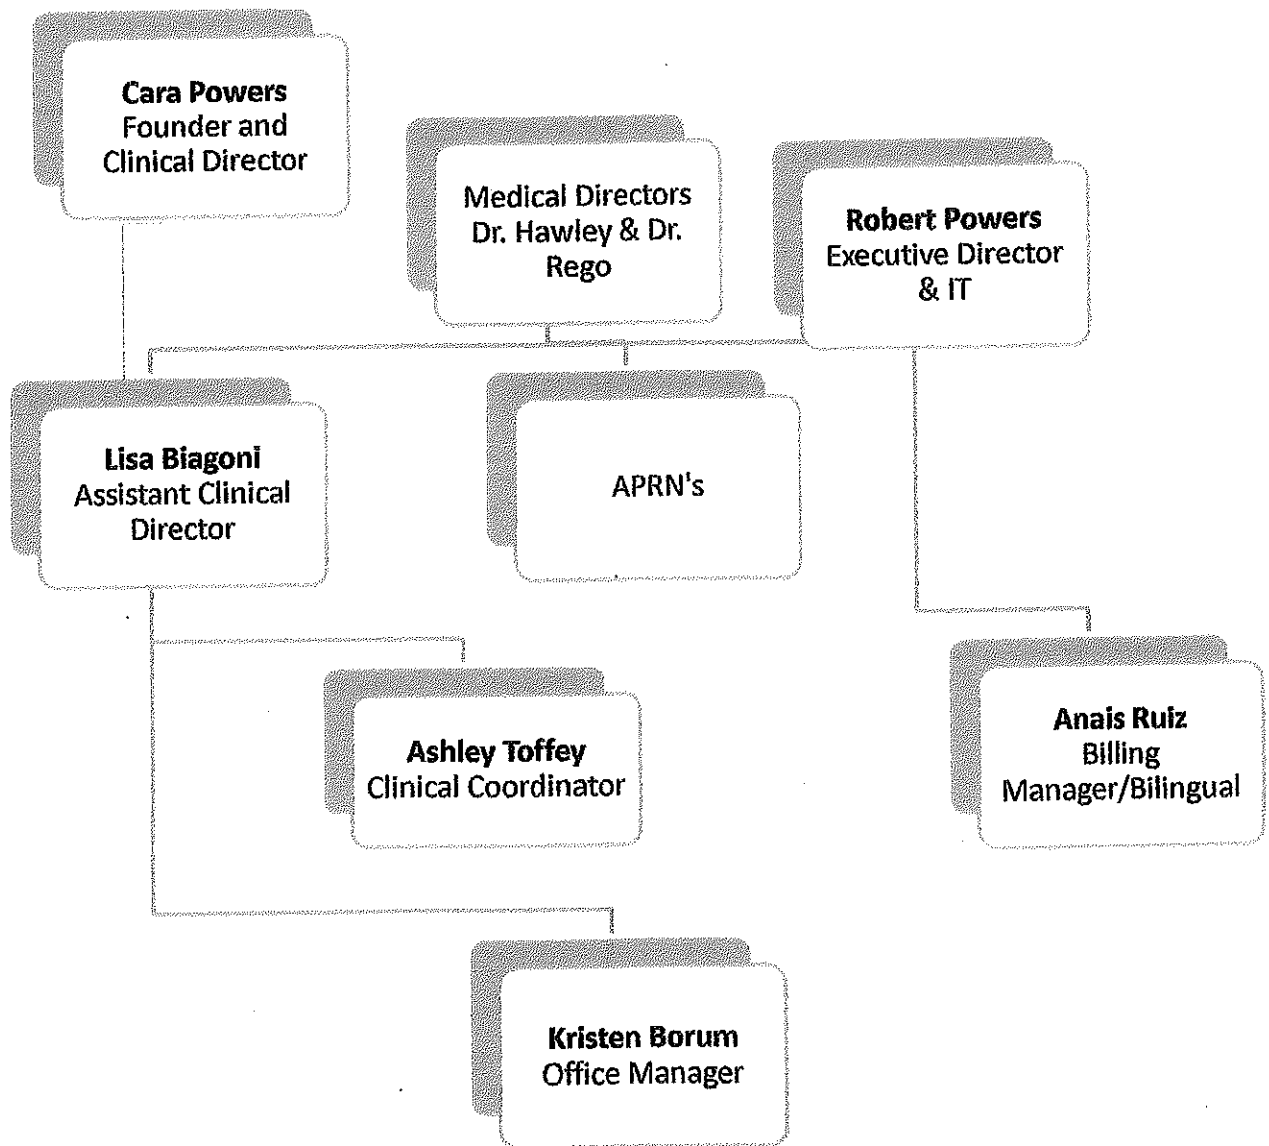 Cara Powers
Founder and
Clinical Director
Medical Directors
Dr. Hawley & Dr.
Rego
Robert Powers
Executive Director
& IT
Lisa Biagoni
Assistant Clinical
Director
APRN's
Ashley Toffey
Clinical Coordinator
Anais Ruiz
Billing
Manager/Bilingual
Kristen Borum
Office Manager